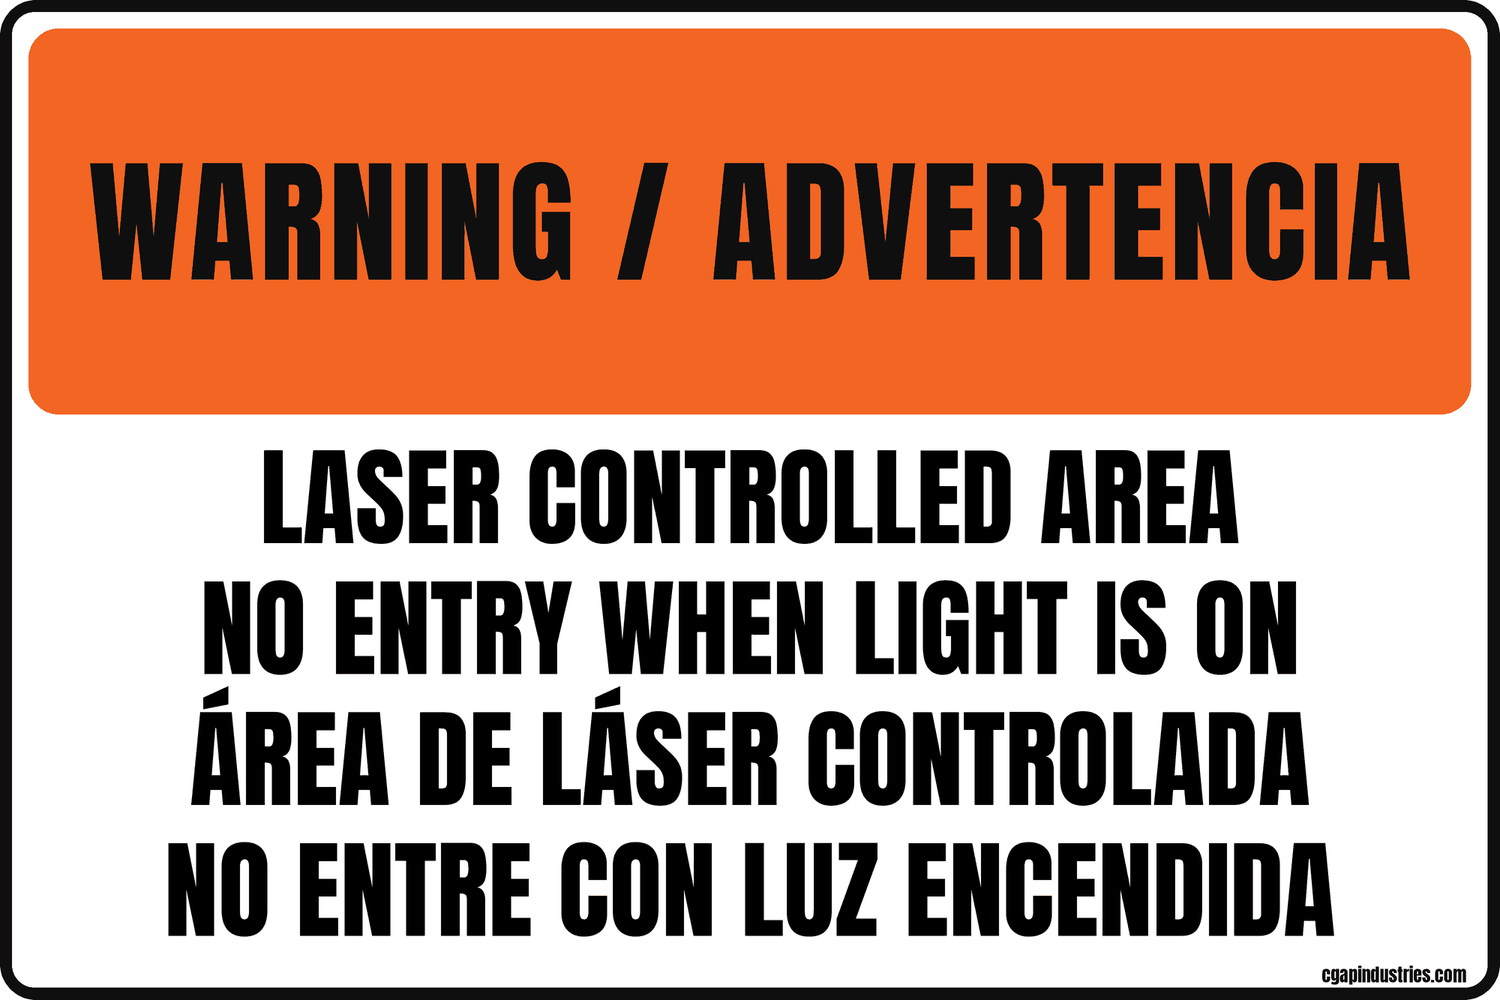 WARNING / ADVERTENCIA
LASER CONTROLLED AREA
NO ENTRY WHEN LIGHT IS ON
ÁREA DE LÁSER CONTROLADA
NO ENTRE CON LUZ ENCENDIDA
cgapindustries.com